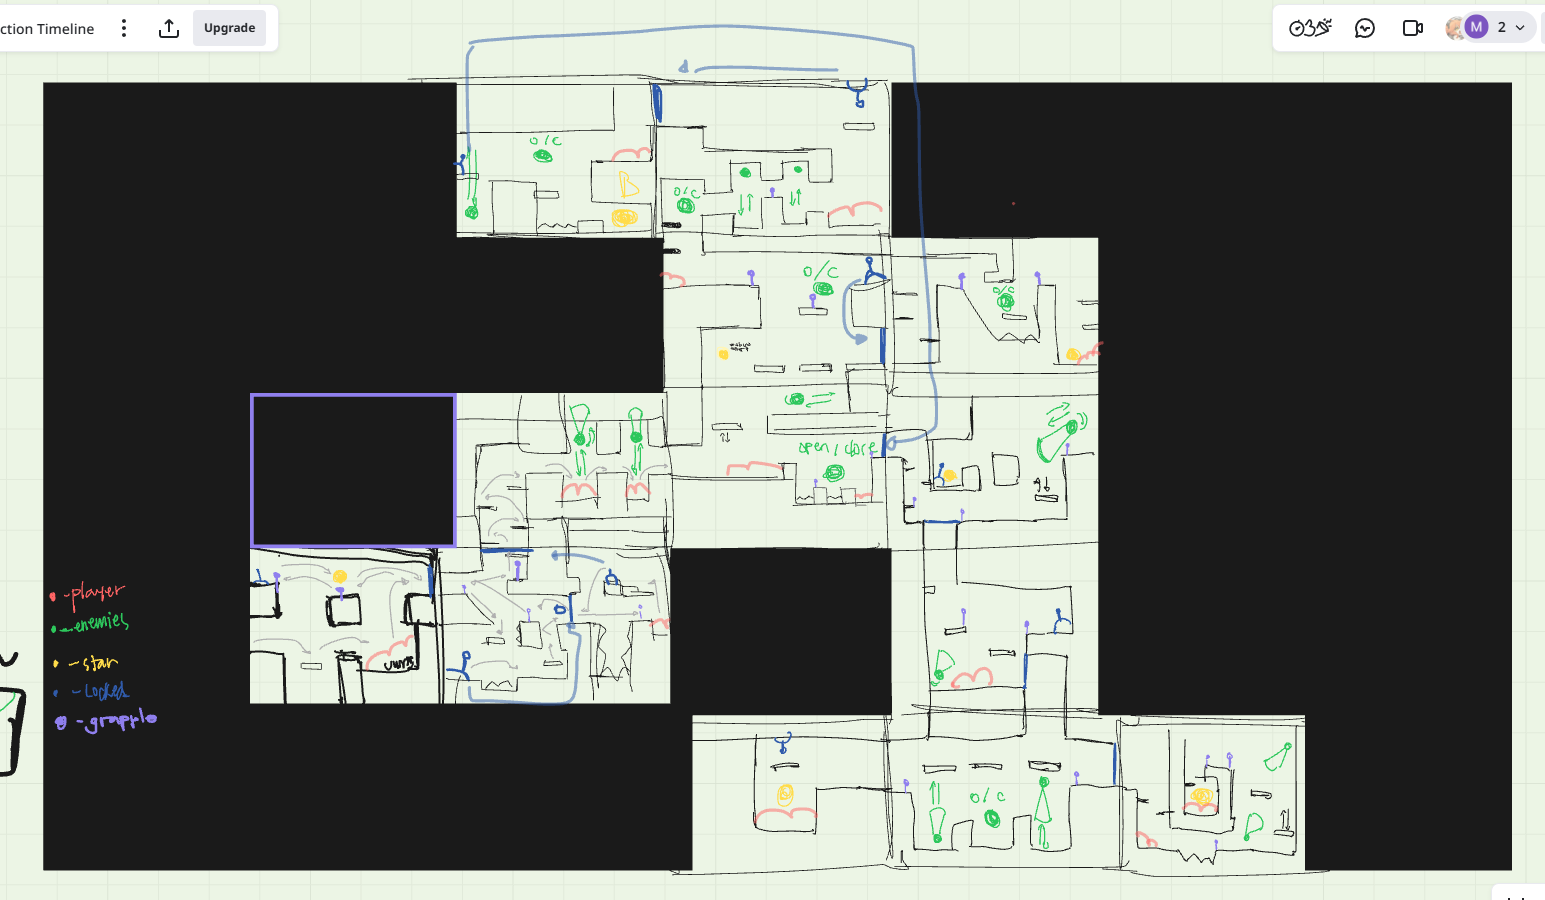 ction Timeline
Upgrade
M
2
O/C
O/C
O/C
O/C
open/close
- player
- enemies
- star
- Locked
- grapple
O/C